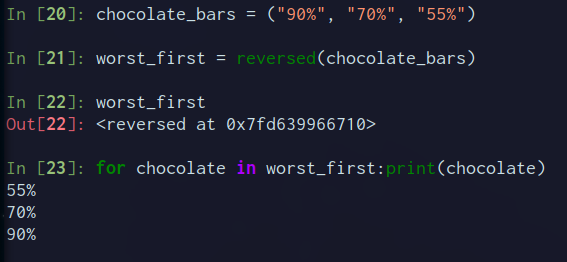 In [20]: chocolate_bars = ("90%", "70%", "55%")
In [21]: worst_first = reversed(chocolate_bars)
In [22]: worst_first
Out[22]: <reversed at 0x7fd639966710>
In [23]: for chocolate in worst_first:print(chocolate)
55%
70%
90%